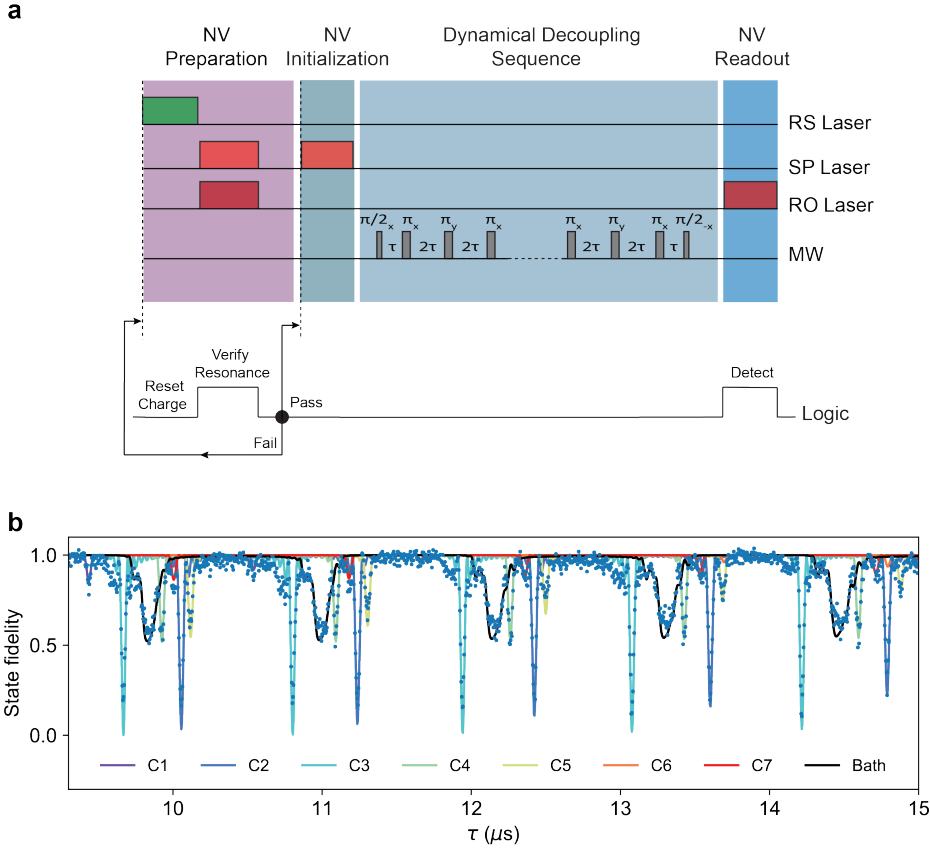 a
NV
Preparation
NV
Initialization
Dynamical Decoupling
Sequence
NV
Readout
RS Laser
SP Laser
RO Laser
π/2ₓ πₓ π_y πₓ πₓ π_y πₓ π/2₋ₓ
τ 2τ 2τ 2τ 2τ τ
MW
Verify
Resonance
Reset
Charge
Pass
Fail
Detect
Logic
b
State fidelity
1.0
0.5
0.0
C1 C2 C3 C4 C5 C6 C7 Bath
10 11 12 13 14 15
τ (μs)